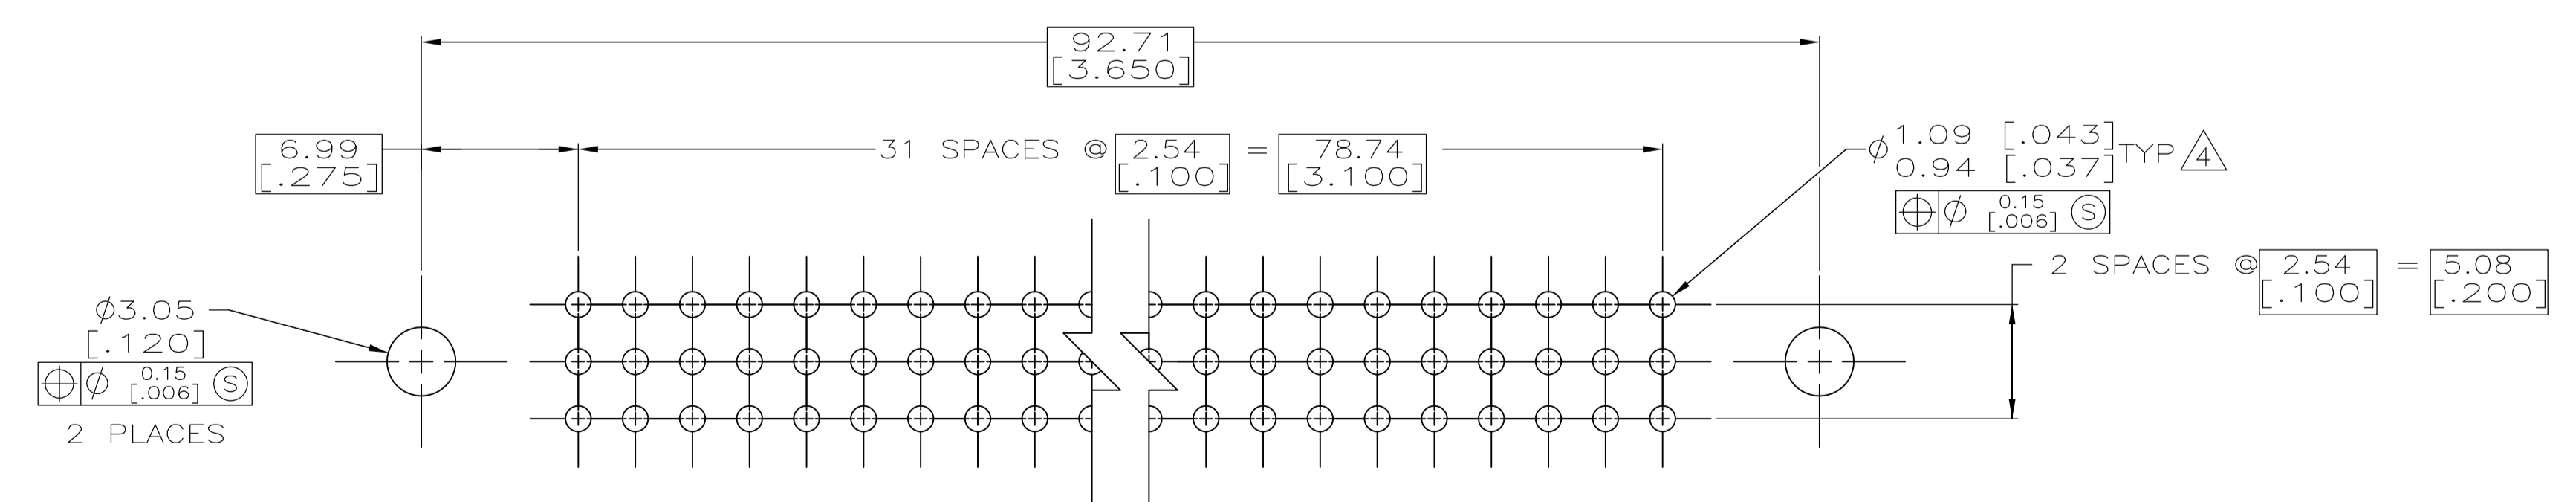 92.71
[3.650]
6.99
[.275]
31 SPACES @ 2.54 = 78.74
[.100] [3.100]
⌀ 1.09 [.043]
0.94 [.037] TYP 4
⌖ ⌀ 0.15 Ⓢ
[.006]
2 SPACES @ 2.54 = 5.08
[.100] [.200]
⌀3.05
[.120]
⌖ ⌀ 0.15 Ⓢ
[.006]
2 PLACES